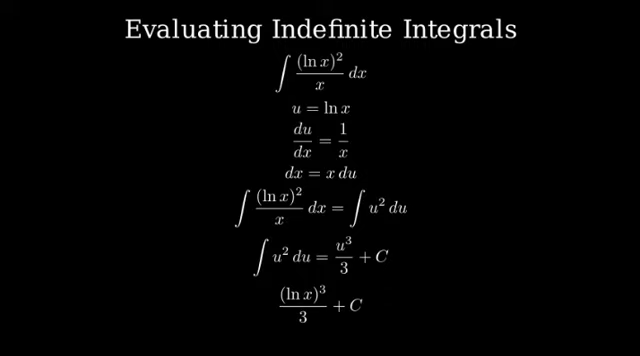 Evaluating Indefinite Integrals
∫ (ln x)² / x dx
u = ln x
du/dx = 1/x
dx = x du
∫ (ln x)² / x dx = ∫ u² du
∫ u² du = u³/3 + C
(ln x)³ / 3 + C